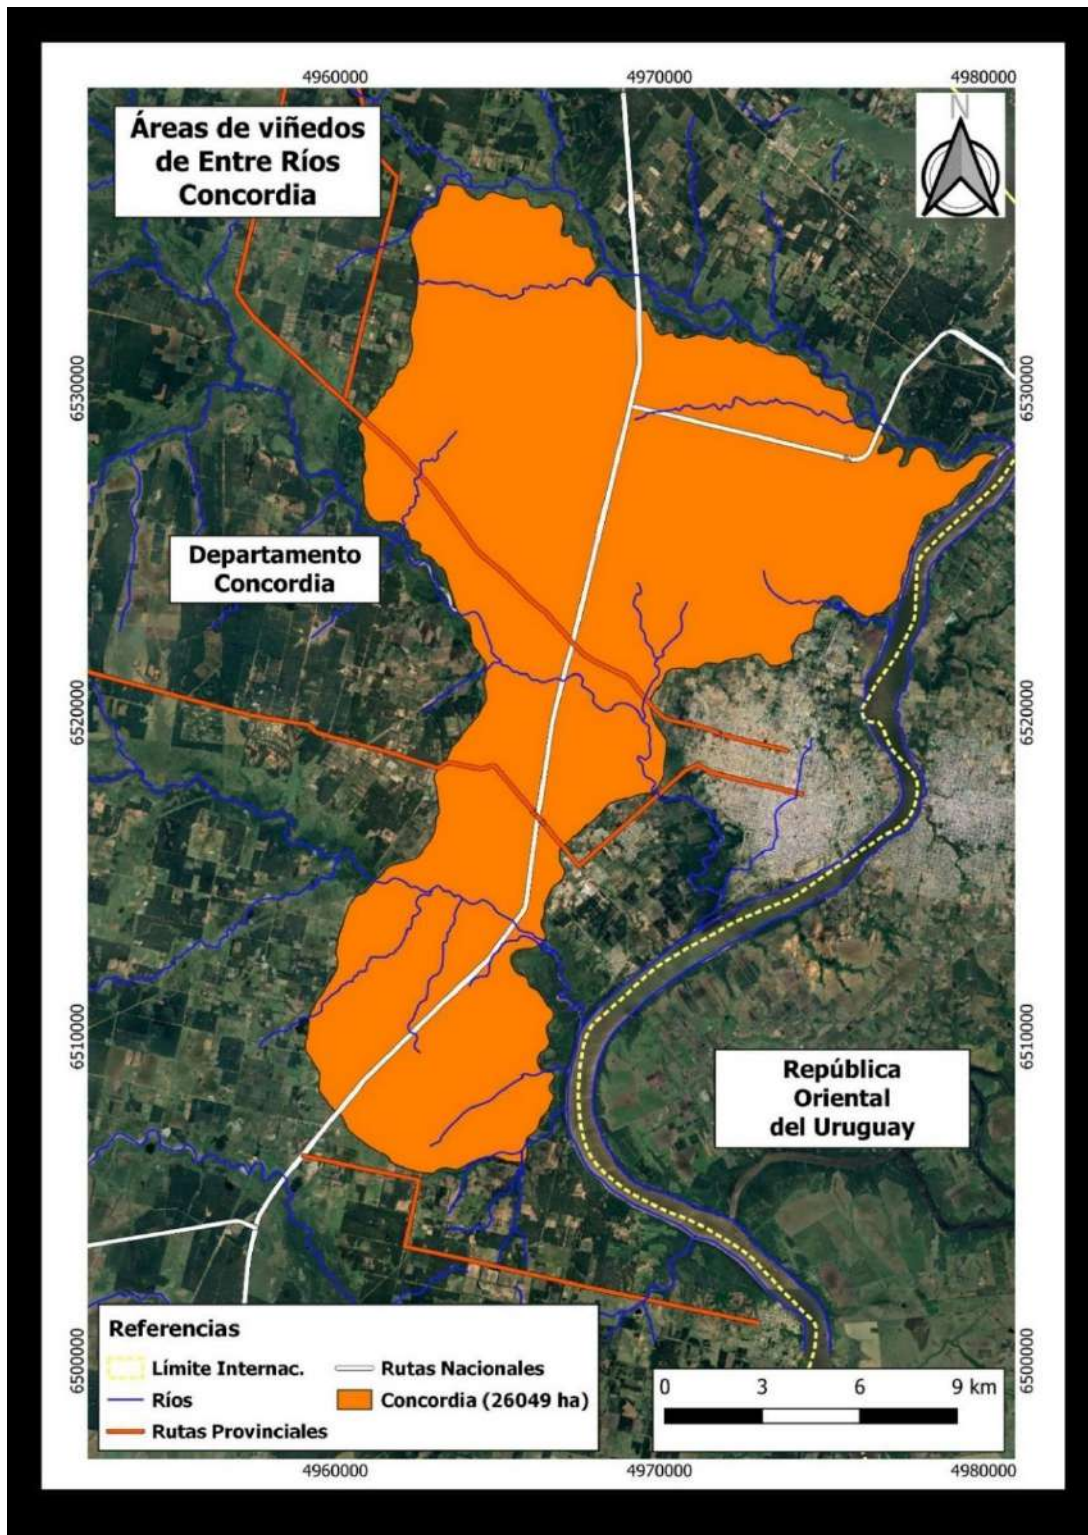 4960000 4970000 4980000
Áreas de viñedos
de Entre Ríos
Concordia
N
6530000 6530000
Departamento
Concordia
6520000 6520000
6510000 6510000
República
Oriental
del Uruguay
Referencias
Límite Internac.
Rutas Nacionales
Ríos
Concordia (26049 ha)
Rutas Provinciales
0 3 6 9 km
6500000 6500000
4960000 4970000 4980000